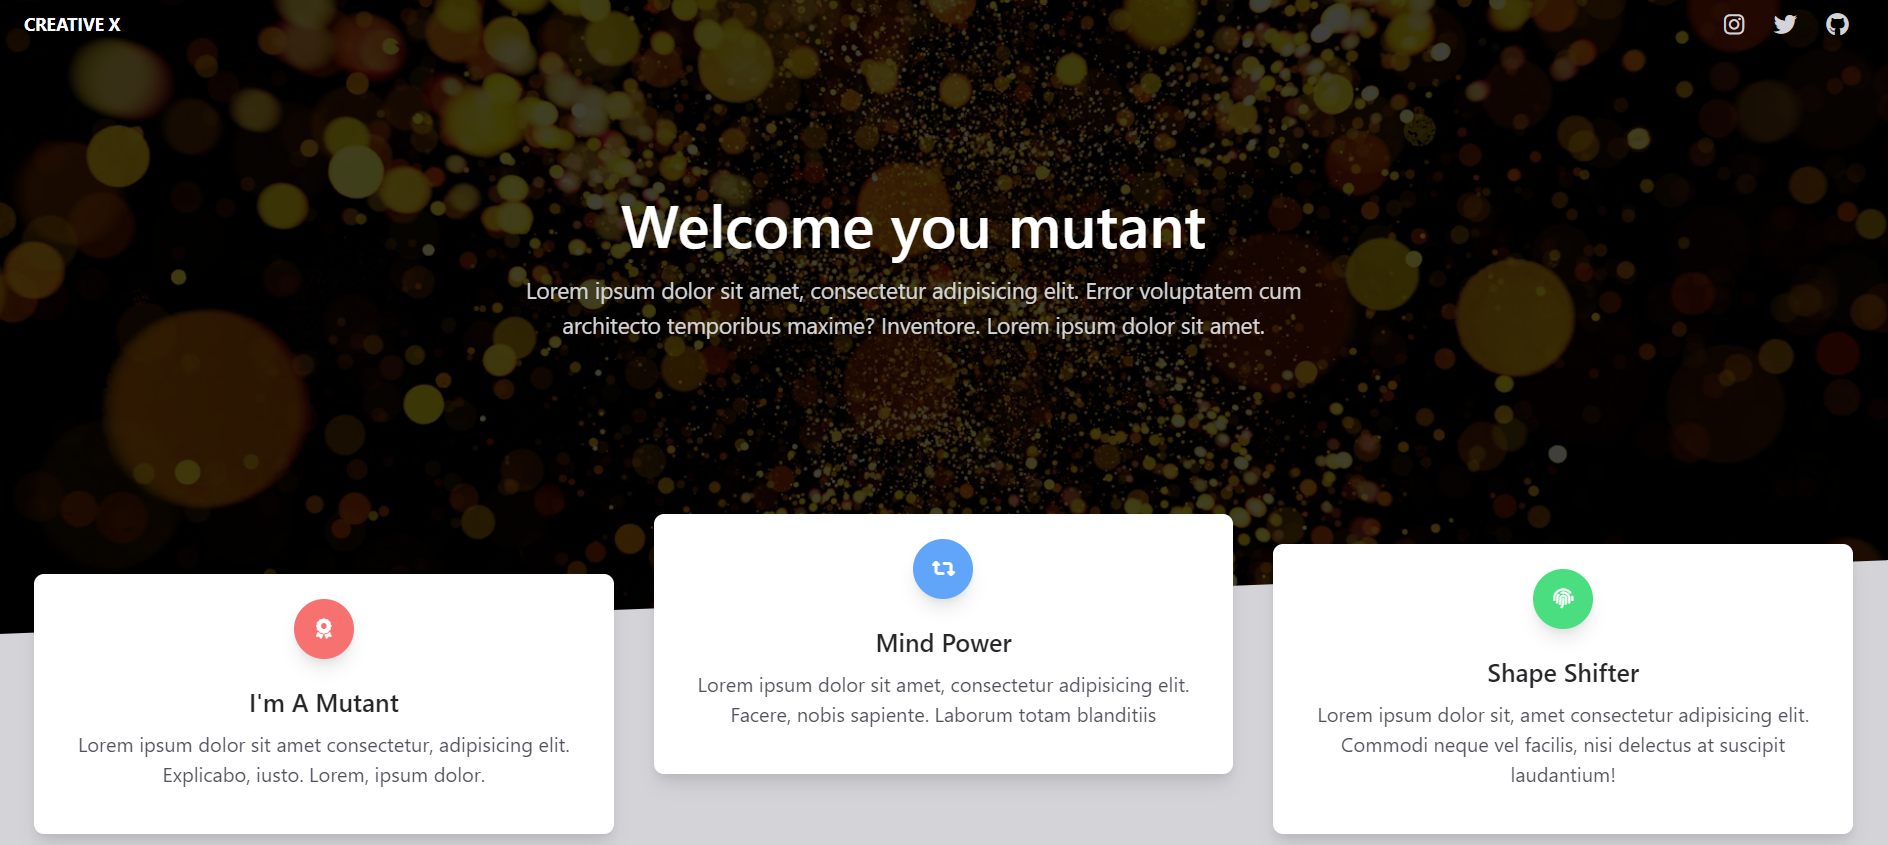 CREATIVE X
Welcome you mutant
Lorem ipsum dolor sit amet, consectetur adipisicing elit. Error voluptatem cum
architecto temporibus maxime? Inventore. Lorem ipsum dolor sit amet.
I'm A Mutant
Lorem ipsum dolor sit amet consectetur, adipisicing elit.
Explicabo, iusto. Lorem, ipsum dolor.
Mind Power
Lorem ipsum dolor sit amet, consectetur adipisicing elit.
Facere, nobis sapiente. Laborum totam blanditiis
Shape Shifter
Lorem ipsum dolor sit, amet consectetur adipisicing elit.
Commodi neque vel facilis, nisi delectus at suscipit
laudantium!